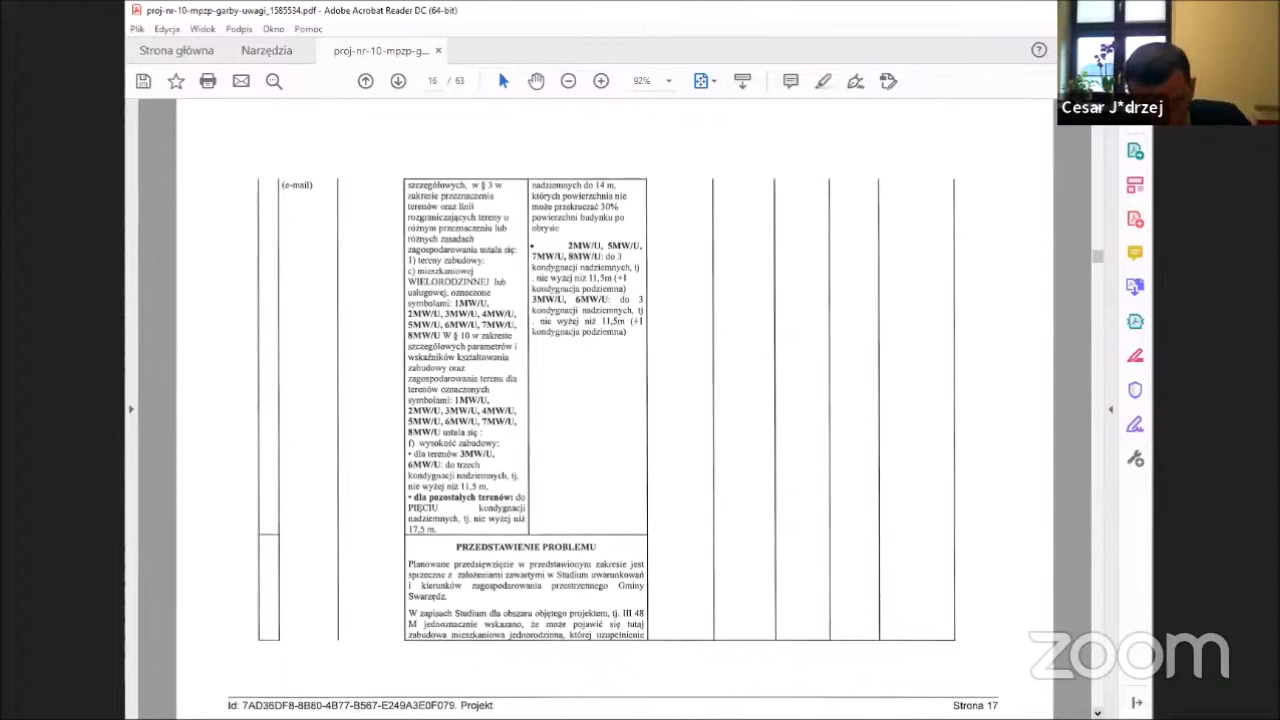 proj-nr-10-mpzp-garby-uwagi_1585534.pdf - Adobe Acrobat Reader DC (64-bit)
Plik Edycja Widok Podpis Okno Pomoc
Strona główna Narzędzia proj-nr-10-mpzp-g... ×
16 / 63 92%
Cesar J*drzej
(e-mail)
szczegółowych, w § 3 w
zakresie przeznaczenia
terenów oraz linii
rozgraniczających tereny o
różnym przeznaczeniu lub
różnych zasadach
zagospodarowania ustala się:
1) tereny zabudowy:
c) mieszkaniowej
WIELORODZINNEJ lub
usługowej, oznaczone
symbolami: 1MW/U,
2MW/U, 3MW/U, 4MW/U,
5MW/U, 6MW/U, 7MW/U,
8MW/U W § 10 w zakresie
szczegółowych parametrów i
wskaźników kształtowania
zabudowy oraz
zagospodarowanie terenu dla
terenów oznaczonych
symbolami: 1MW/U,
2MW/U, 3MW/U, 4MW/U,
5MW/U, 6MW/U, 7MW/U,
8MW/U ustala się :
f) wysokość zabudowy:
• dla terenów 3MW/U,
6MW/U: do trzech
kondygnacji nadziemnych, tj.
nie wyżej niż 11,5 m,
• dla pozostałych terenów: do
PIĘCIU kondygnacji
nadziemnych, tj. nie wyżej niż
17,5 m.
nadziemnych do 14 m,
których powierzchnia nie
może przekraczać 30%
powierzchni budynku po
obrysie
• 2MW/U, 5MW/U,
7MW/U, 8MW/U: do 3
kondygnacji nadziemnych, tj
. nie wyżej niż 11,5m (+1
kondygnacja podziemna)
3MW/U, 6MW/U: do 3
kondygnacji nadziemnych, tj
. nie wyżej niż 11,5m (+1
kondygnacja podziemna)
PRZEDSTAWIENIE PROBLEMU
Planowane przedsięwzięcie w przedstawionym zakresie jest
sprzeczne z założeniami zawartymi w Studium uwarunkowań
i kierunków zagospodarowania przestrzennego Gminy
Swarzędz.
W zapisach Studium dla obszaru objętego projektem, tj. III 48
M jednoznacznie wskazano, że może pojawić się tutaj
zabudowa mieszkaniowa jednorodzinna, której uzupełnienie
zoom
Id: 7AD36DF8-8B80-4B77-B567-E249A3E0F079. Projekt Strona 17